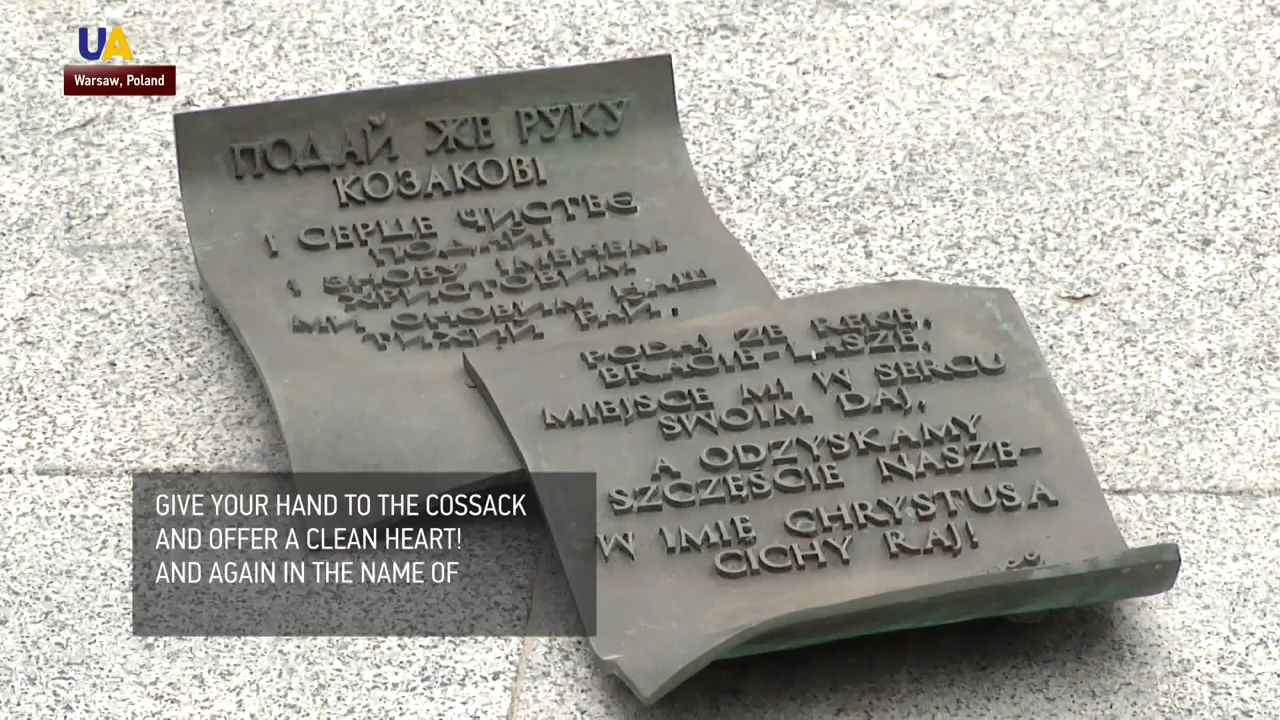 UA
Warsaw, Poland
ПОДАЙ ЖЕ РУКУ
КОЗАКОВІ
І СЕРЦЕ ЧИСТЕЄ
ПОДАЙ!
І ЗНОВУ ІМЕНЕМ
ХРИСТОВИМ
МИ ОНОВИМ НАШ
ТИХИЙ РАЙ.
PODAJ ŻE RĘKĘ,
BRACIE-LASZE,
MIEJSCE MI W SERCU
SWOIM DAJ,
A ODZYSKAMY
SZCZĘŚCIE NASZE-
W IMIĘ CHRYSTUSA
CICHY RAJ!
GIVE YOUR HAND TO THE COSSACK
AND OFFER A CLEAN HEART!
AND AGAIN IN THE NAME OF